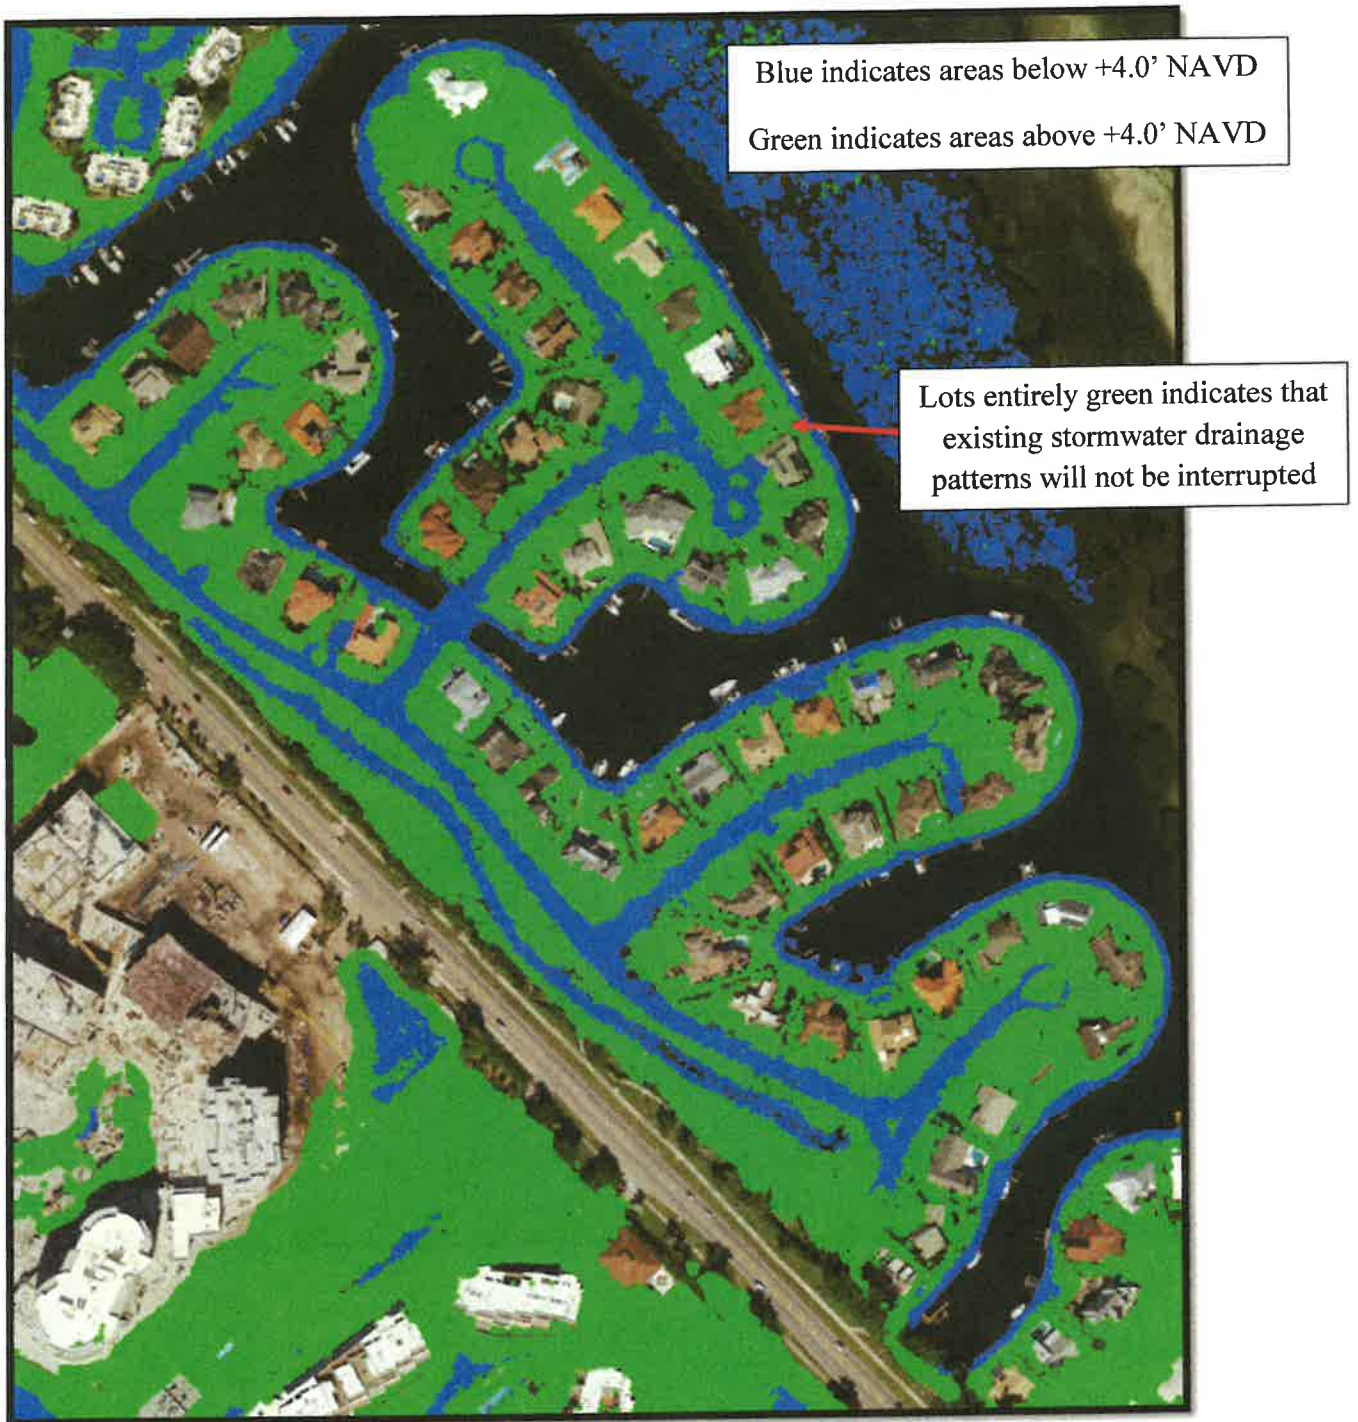 Blue indicates areas below +4.0’ NAVD
Green indicates areas above +4.0’ NAVD
Lots entirely green indicates that
existing stormwater drainage
patterns will not be interrupted